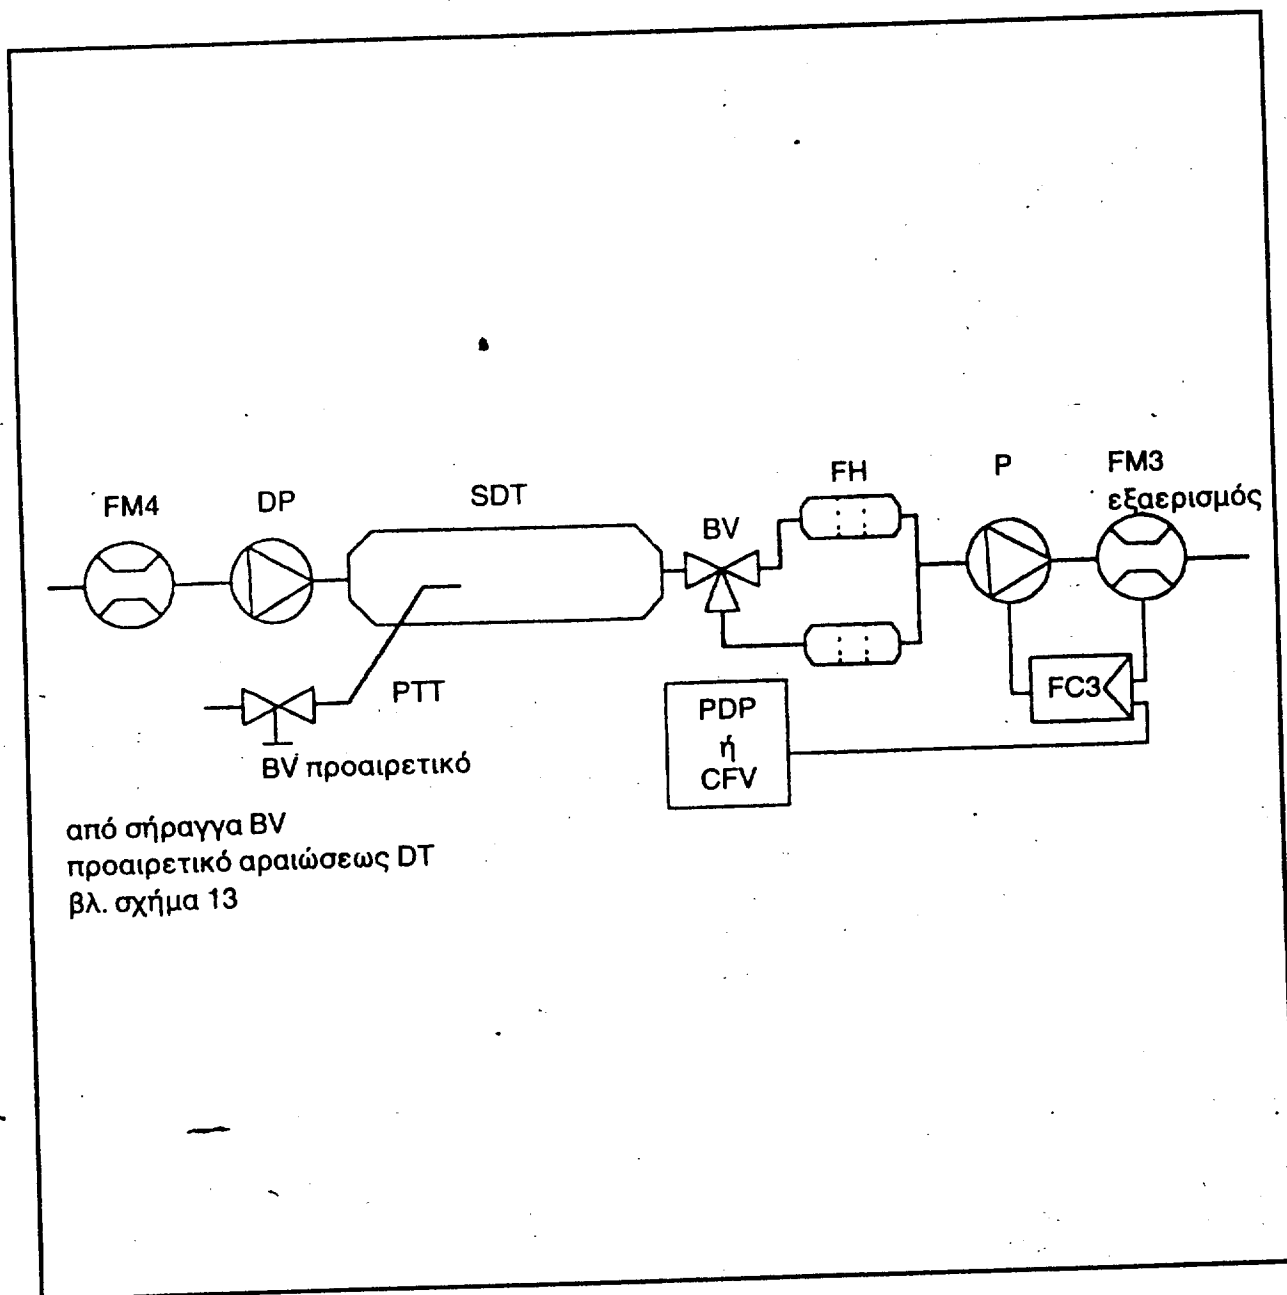 FM4
DP
SDT
BV
FH
P
FM3
εξαερισμός
PTT
BV προαιρετικό
PDP
ή
CFV
FC3
από σήραγγα BV
προαιρετικό αραιώσεως DT
βλ. σχήμα 13